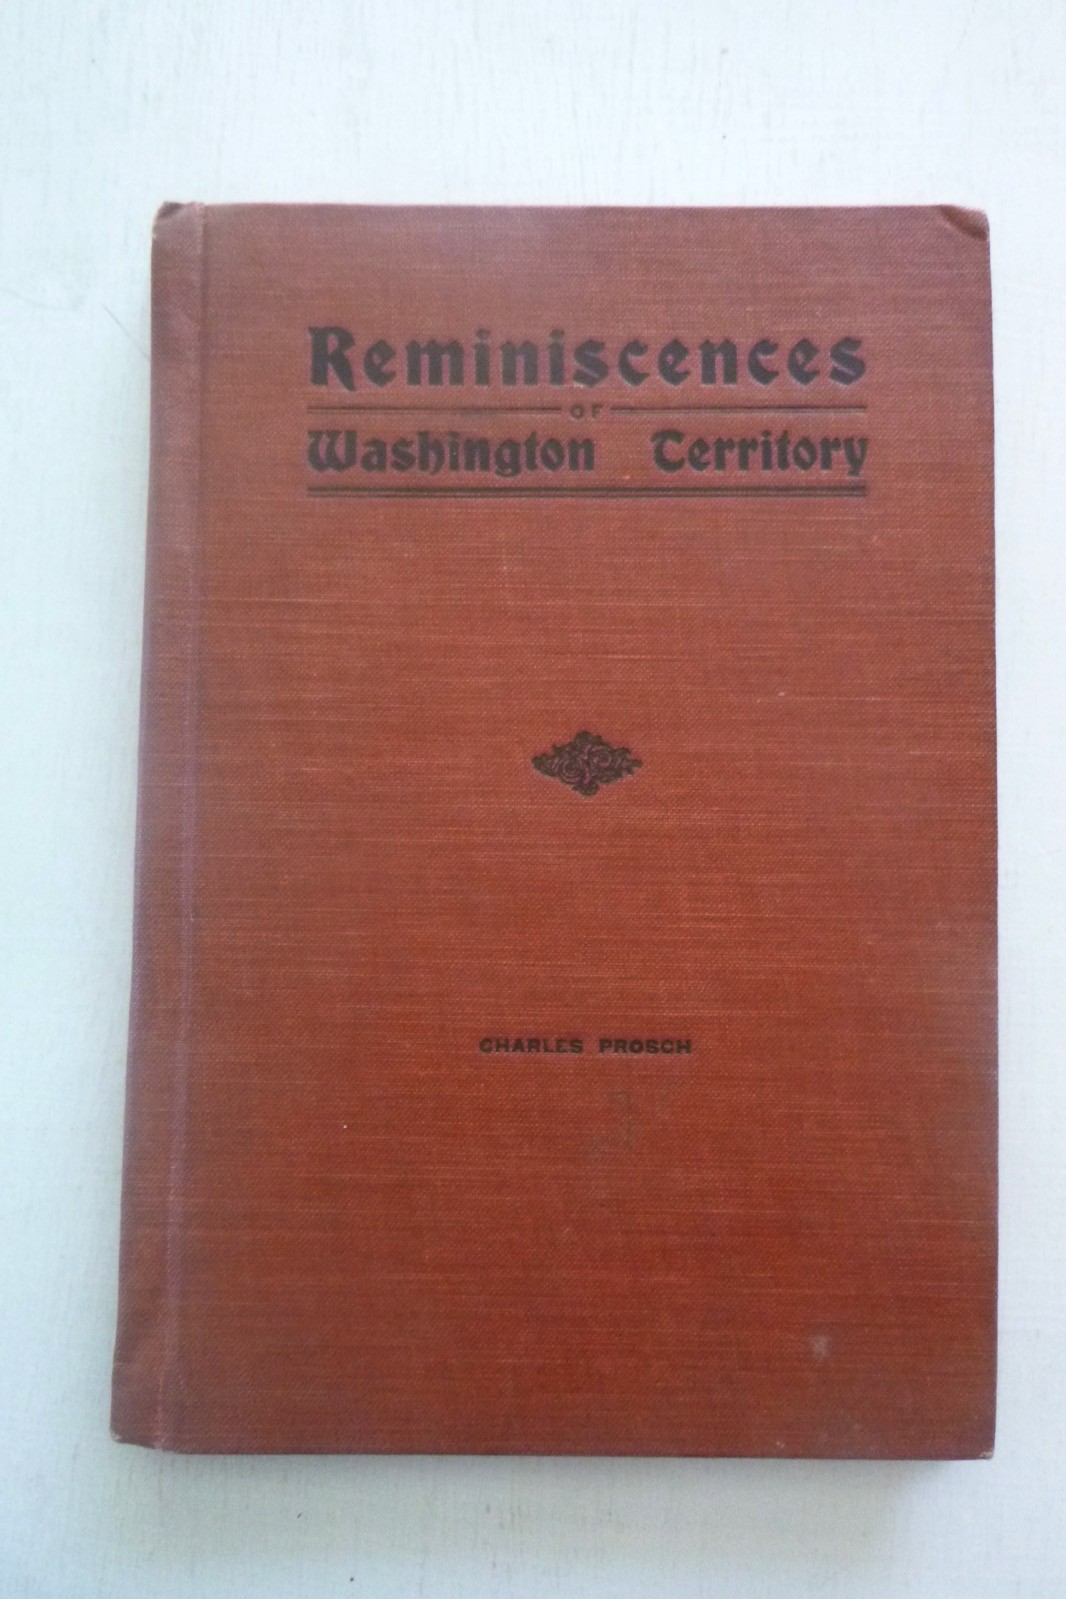 Reminiscences
OF
Washington Territory
CHARLES PROSCH